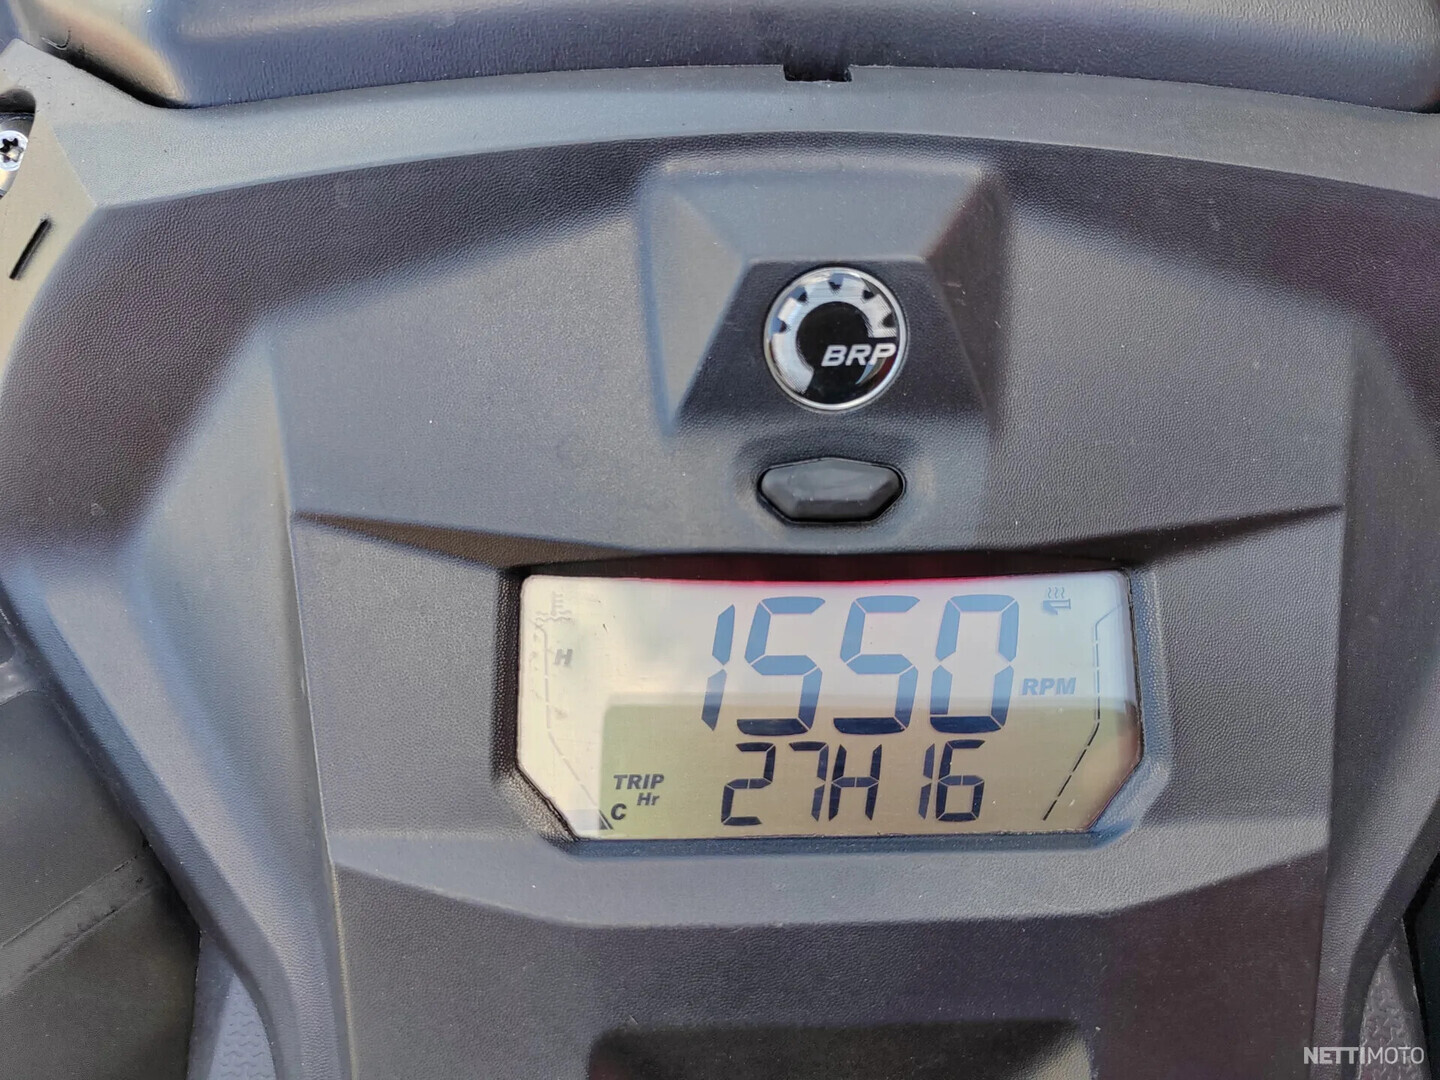 BRP
1550
RPM
H
27H16
TRIP
Hr
C
NETTIMOTO